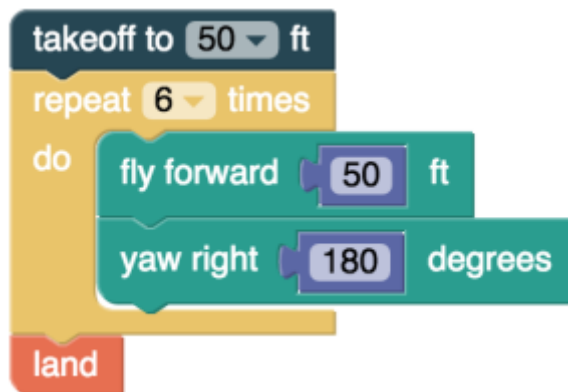 takeoff to 50 ft
repeat 6 times
do fly forward 50 ft
yaw right 180 degrees
land